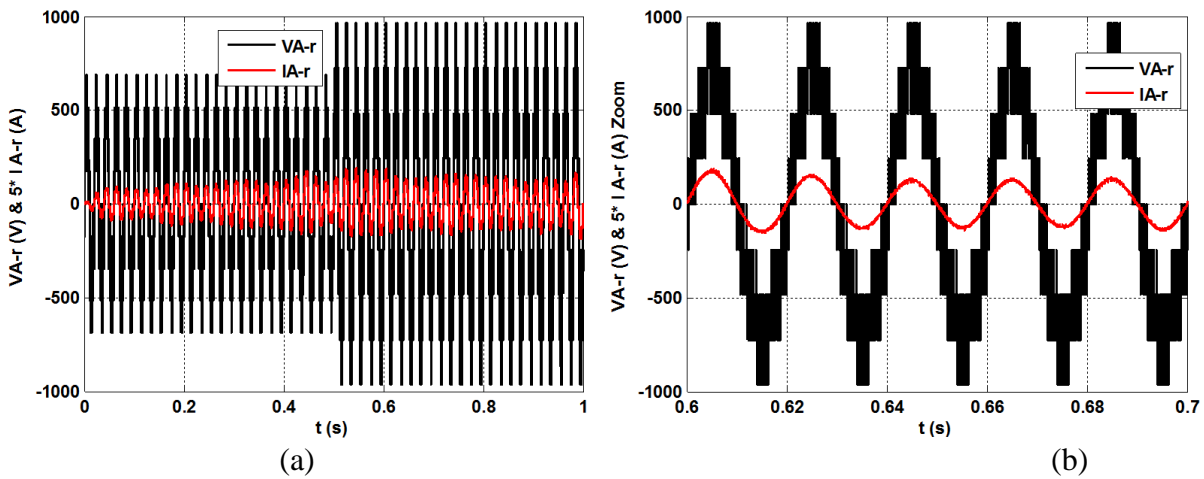 VA-r (V) & 5* I A-r (A)
1000
500
0
-500
-1000
VA-r
IA-r
0
0.2
0.4
0.6
0.8
1
t (s)
(a)
VA-r (V) & 5* I A-r (A) Zoom
1000
500
0
-500
-1000
VA-r
IA-r
0.6
0.62
0.64
0.66
0.68
0.7
t (s)
(b)